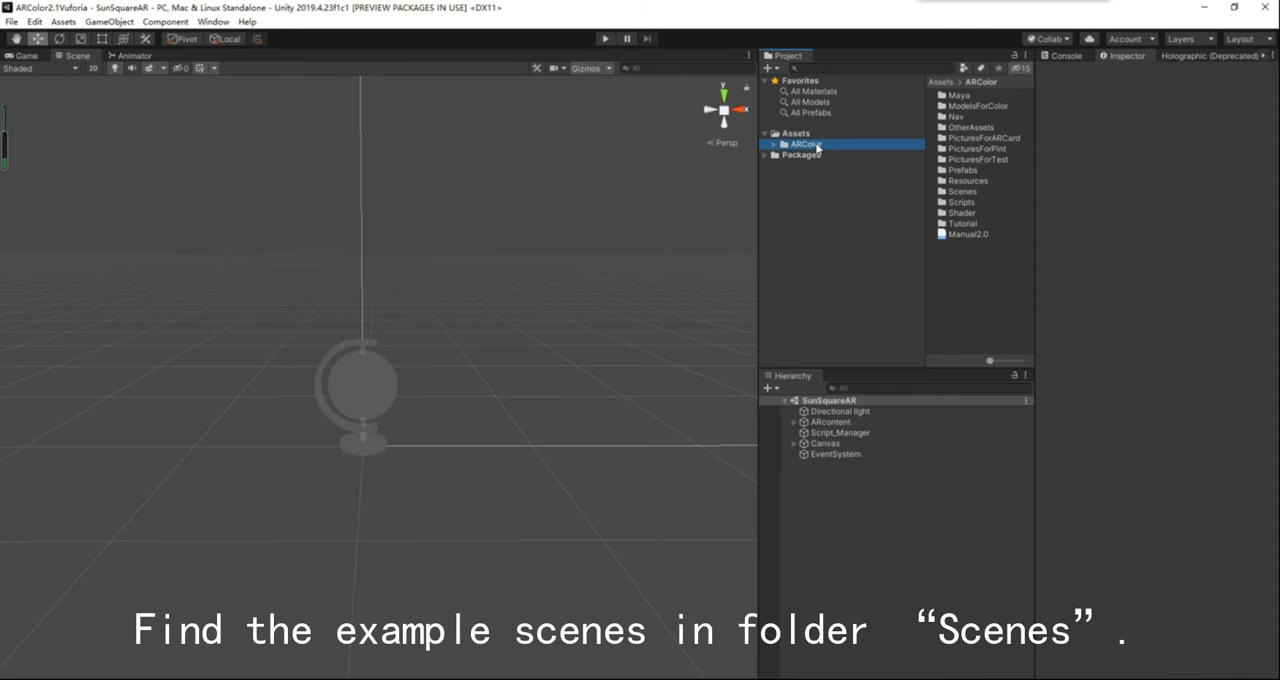 ARColor2.1Vuforia - SunSquareAR - PC, Mac & Linux Standalone - Unity 2019.4.23f1c1 [PREVIEW PACKAGES IN USE] <DX11>
File Edit Assets GameObject Component Window Help
Pivot Local Collab Account Layers Layout
Game Scene Animator
Shaded 2D 0 Gizmos All
y
x
Persp
Project
15
Favorites
All Materials
All Models
All Prefabs
Assets
ARColor
Packages
Assets > ARColor
Maya
ModelsForColor
Nav
OtherAssets
PicturesForARCard
PicturesForPint
PicturesForTest
Prefabs
Resources
Scenes
Scripts
Shader
Tutorial
Manual2.0
Hierarchy
All
SunSquareAR
Directional light
ARcontent
Script_Manager
Canvas
EventSystem
Console Inspector Holographic (Deprecated)
Find the example scenes in folder “Scenes”.